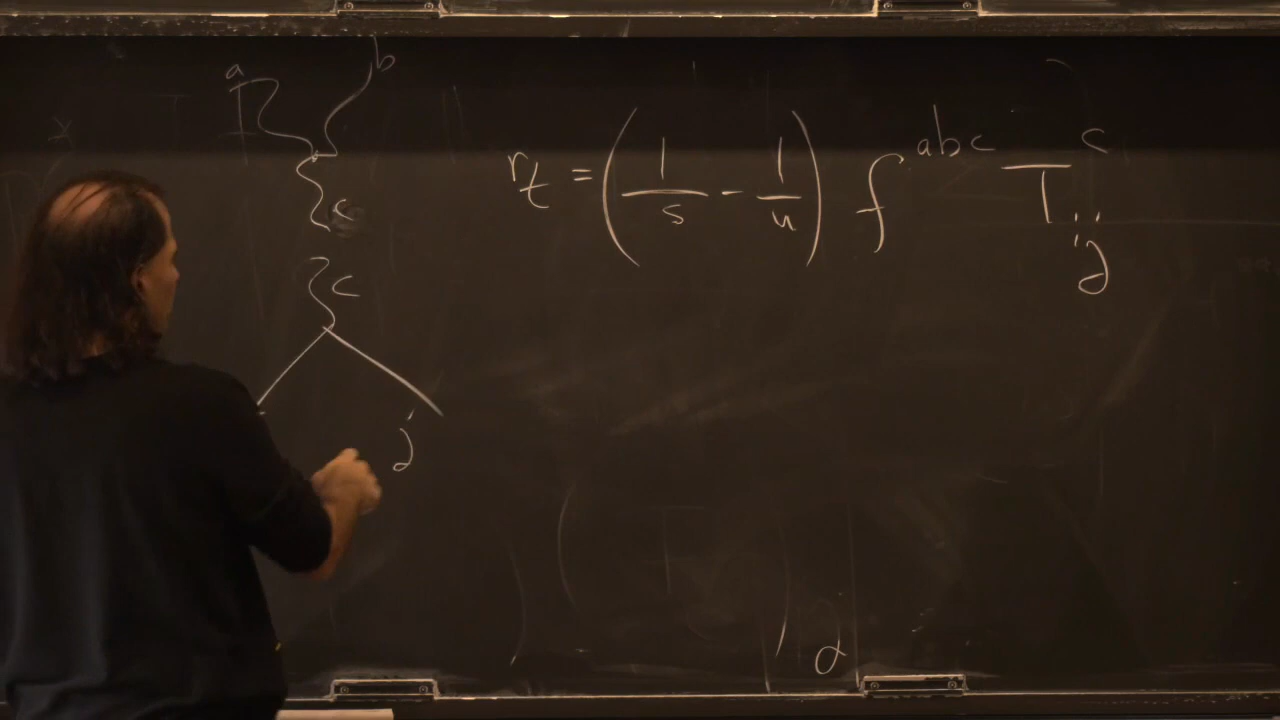 a b
c
c
j
r_t = (1/s - 1/u) f^{abc} T^c_{ij}